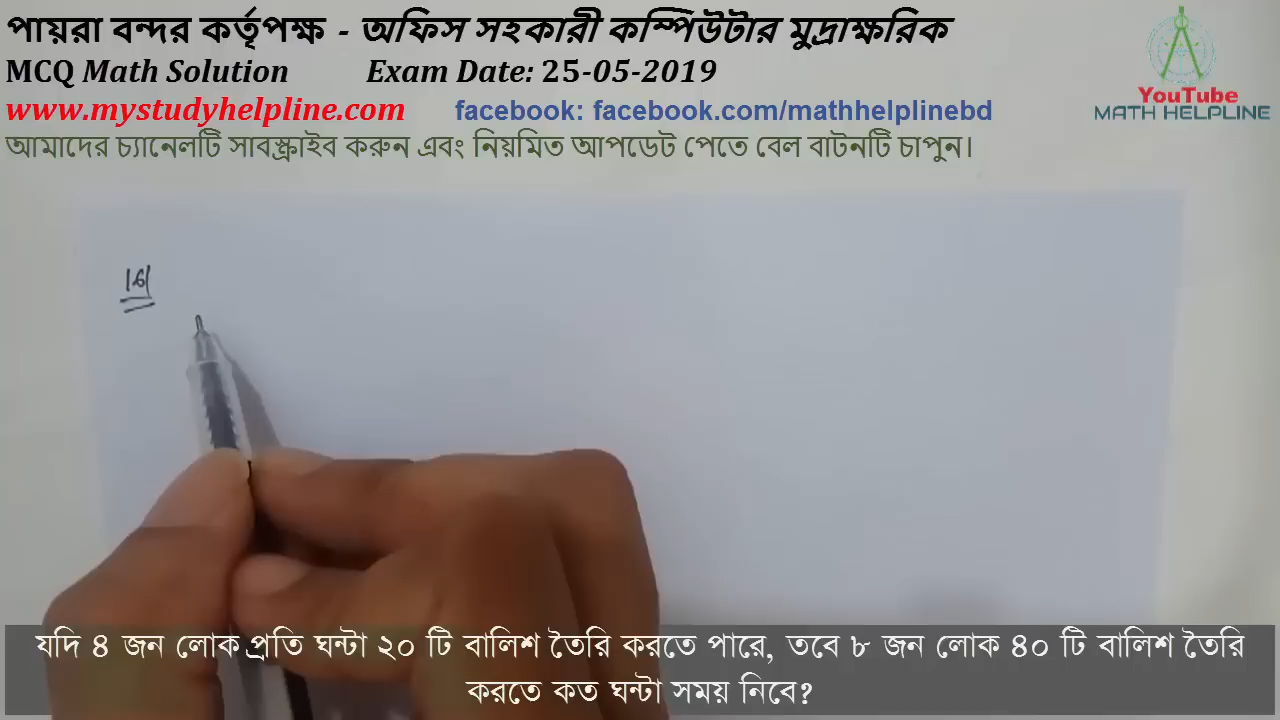 পায়রা বন্দর কর্তৃপক্ষ - অফিস সহকারী কম্পিউটার মুদ্রাক্ষরিক
MCQ Math Solution Exam Date: 25-05-2019
www.mystudyhelpline.com facebook: facebook.com/mathhelplinebd
YouTube
MATH HELPLINE
আমাদের চ্যানেলটি সাবস্ক্রাইব করুন এবং নিয়মিত আপডেট পেতে বেল বাটনটি চাপুন।
যদি ৪ জন লোক প্রতি ঘন্টা ২০ টি বালিশ তৈরি করতে পারে, তবে ৮ জন লোক ৪০ টি বালিশ তৈরি
করতে কত ঘন্টা সময় নিবে?